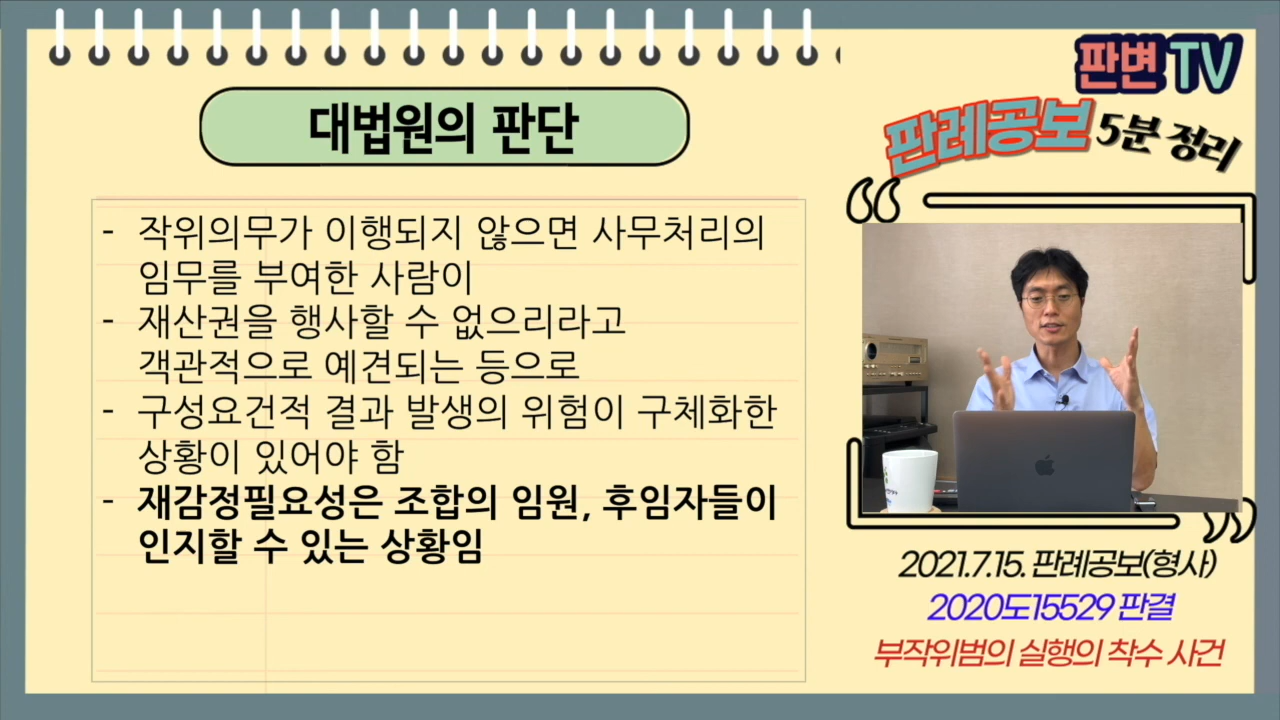 대법원의 판단
- 작위의무가 이행되지 않으면 사무처리의
임무를 부여한 사람이
- 재산권을 행사할 수 없으리라고
객관적으로 예견되는 등으로
- 구성요건적 결과 발생의 위험이 구체화한
상황이 있어야 함
- 재감정필요성은 조합의 임원, 후임자들이
인지할 수 있는 상황임
판변 TV
판례공보 5분 정리
2021.7.15. 판례공보(형사)
2020도15529 판결
부작위범의 실행의 착수 사건